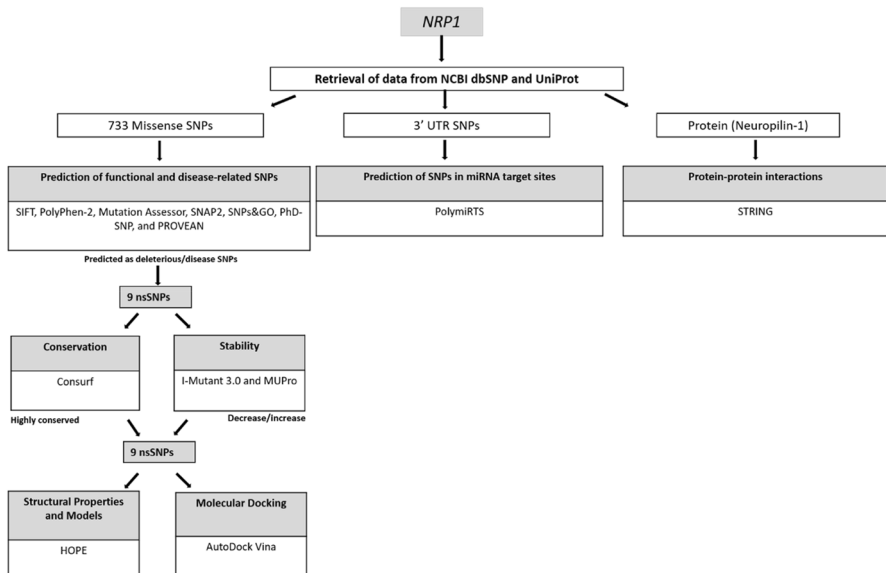 NRP1
Retrieval of data from NCBI dbSNP and UniProt
733 Missense SNPs
3' UTR SNPs
Protein (Neuropilin-1)
Prediction of functional and disease-related SNPs
SIFT, PolyPhen-2, Mutation Assessor, SNAP2, SNPs&GO, PhD-
SNP, and PROVEAN
Prediction of SNPs in miRNA target sites
PolymiRTS
Protein-protein interactions
STRING
Predicted as deleterious/disease SNPs
9 nsSNPs
Conservation
Consurf
Stability
I-Mutant 3.0 and MUPro
Highly conserved
Decrease/Increase
9 nsSNPs
Structural Properties
and Models
HOPE
Molecular Docking
AutoDock Vina